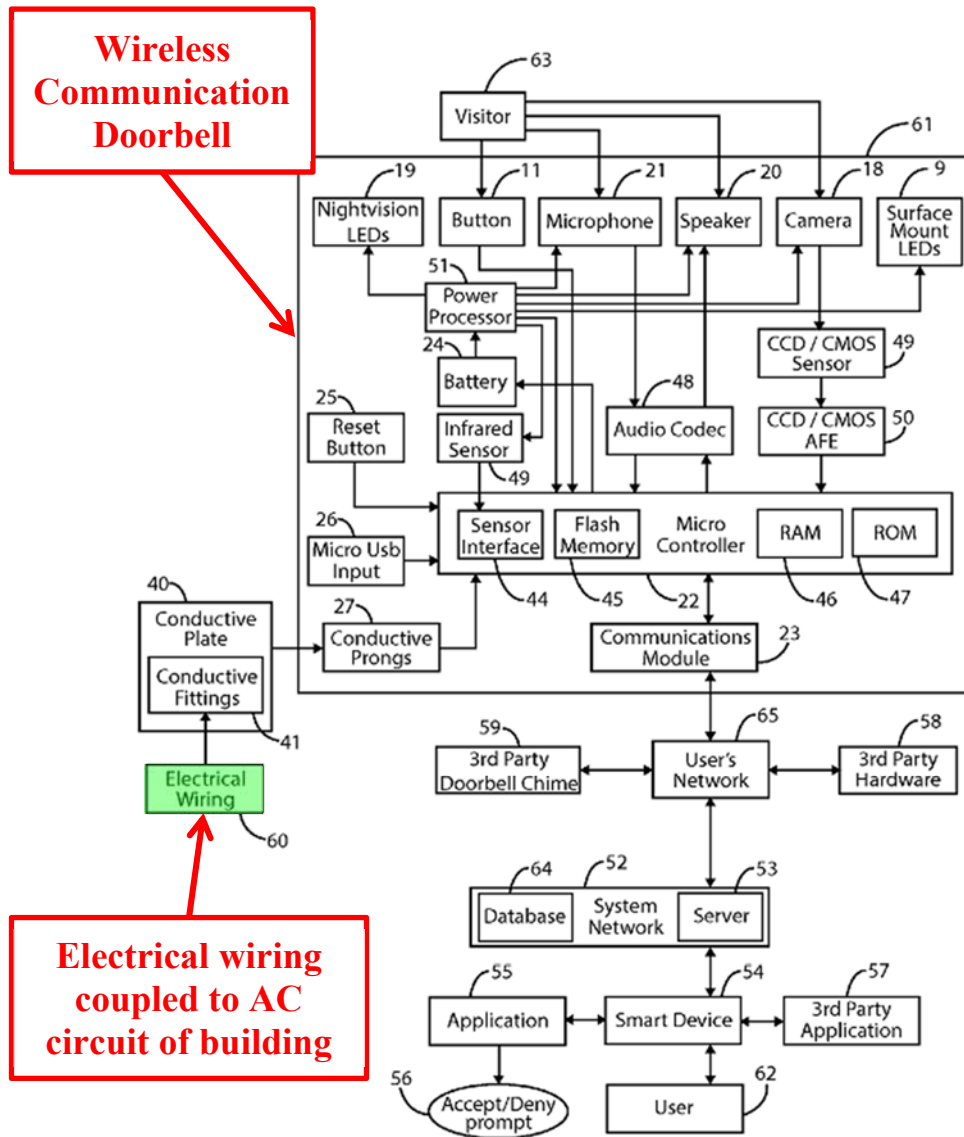 Wireless
Communication
Doorbell
63
Visitor
61
19
11
21
20
18
9
Nightvision
LEDs
Button
Microphone
Speaker
Camera
Surface
Mount
LEDs
51
Power
Processor
24
Battery
CCD / CMOS
Sensor
49
25
Reset
Button
Infrared
Sensor
49
48
Audio Codec
CCD / CMOS
AFE
50
26
Micro Usb
Input
Sensor
Interface
Flash
Memory
Micro
Controller
RAM
ROM
44
45
22
46
47
40
Conductive
Plate
27
Conductive
Prongs
Communications
Module
23
Conductive
Fittings
41
Electrical
Wiring
60
59
3rd Party
Doorbell Chime
65
User's
Network
58
3rd Party
Hardware
64
52
53
Database
System
Network
Server
Electrical wiring
coupled to AC
circuit of building
55
Application
54
Smart Device
57
3rd Party
Application
56
Accept/Deny
prompt
User
62